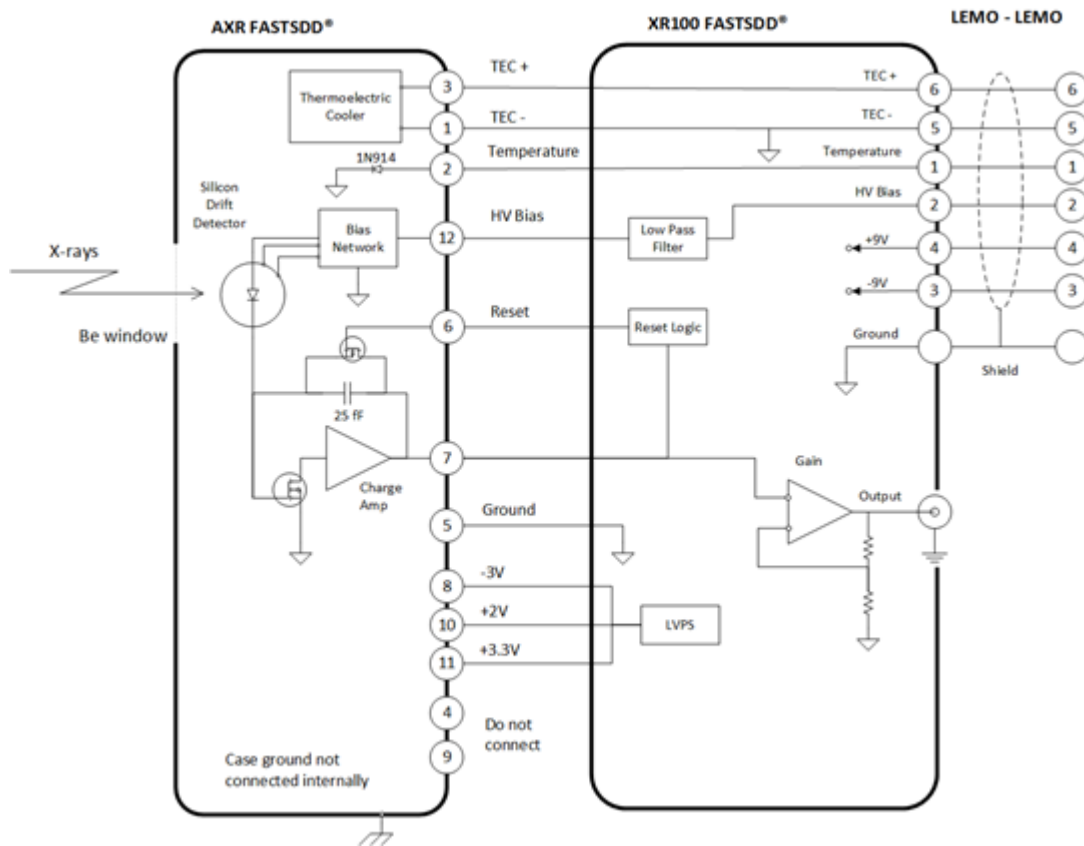 AXR FASTSDD®
XR100 FASTSDD®
LEMO - LEMO
Thermoelectric
Cooler
3
TEC +
TEC +
6
6
1
TEC -
TEC -
5
5
1N914
2
Temperature
Temperature
1
1
Silicon
Drift
Detector
Bias
Network
12
HV Bias
Low Pass
Filter
HV Bias
2
2
+9V
4
4
-9V
3
3
X-rays
Be window
6
Reset
Reset Logic
Ground
Shield
25 fF
Charge
Amp
7
Gain
Output
5
Ground
8
-3V
10
+2V
LVPS
11
+3.3V
4
Do not
connect
9
Case ground not
connected internally